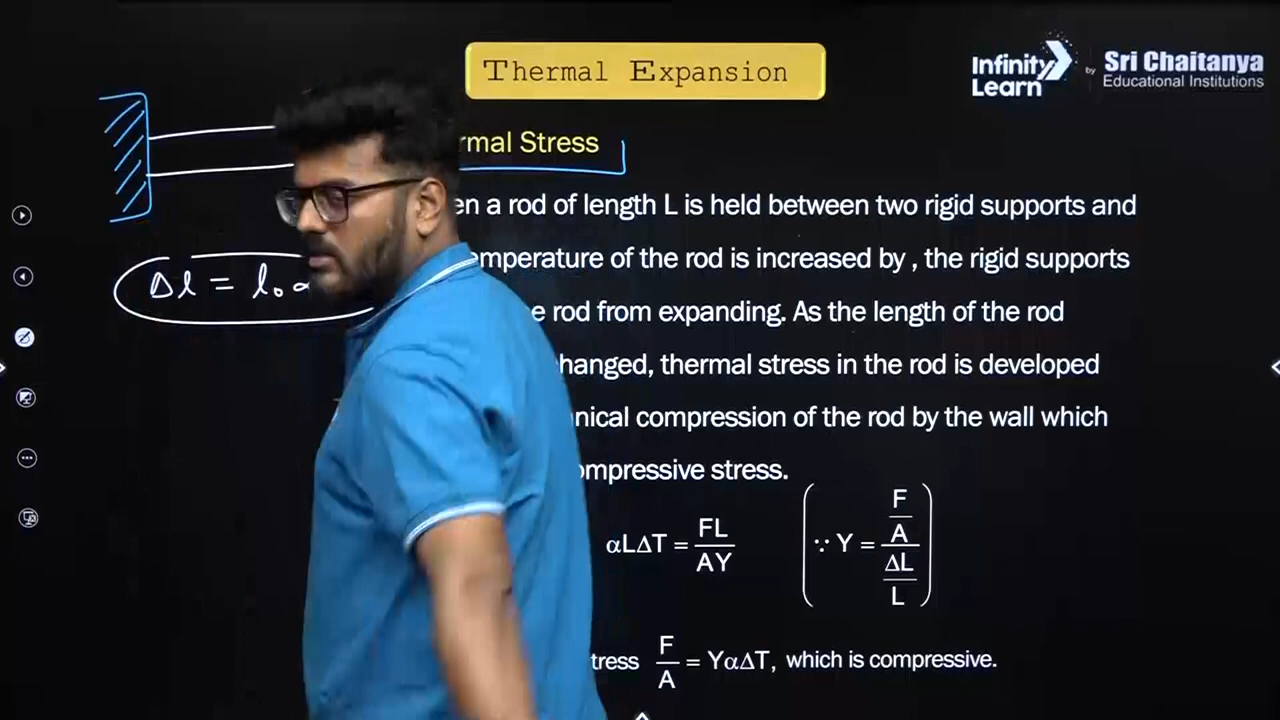 Thermal Expansion
Infinity Learn by Sri Chaitanya Educational Institutions
rmal Stress
en a rod of length L is held between two rigid supports and
emperature of the rod is increased by , the rigid supports
Δl = l₀ α
e rod from expanding. As the length of the rod
hanged, thermal stress in the rod is developed
nical compression of the rod by the wall which
ompressive stress.
αLΔT = FL/AY (∵ Y = (F/A)/(ΔL/L))
tress F/A = YαΔT, which is compressive.